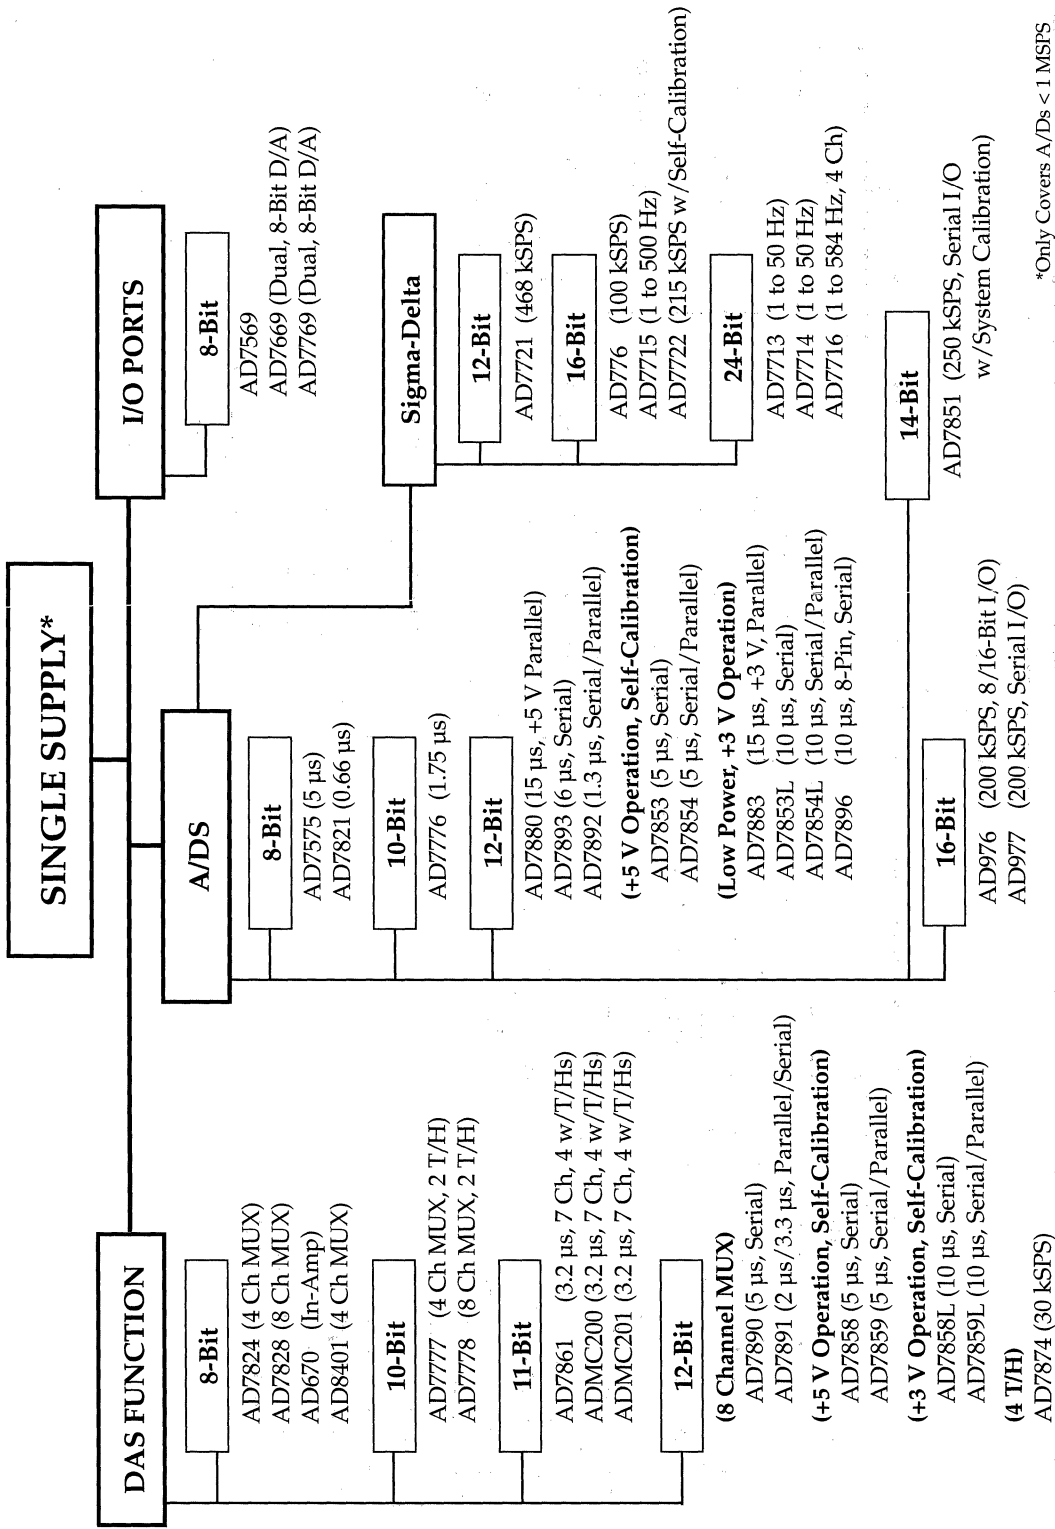 SINGLE SUPPLY*
DAS FUNCTION
8-Bit
AD7824 (4 Ch MUX)
AD7828 (8 Ch MUX)
AD670 (In-Amp)
AD8401 (4 Ch MUX)
10-Bit
AD7777 (4 Ch MUX, 2 T/H)
AD7778 (8 Ch MUX, 2 T/H)
11-Bit
AD7861 (3.2 µs, 7 Ch, 4 w/T/Hs)
ADMC200 (3.2 µs, 7 Ch, 4 w/T/Hs)
ADMC201 (3.2 µs, 7 Ch, 4 w/T/Hs)
12-Bit
(8 Channel MUX)
AD7890 (5 µs, Serial)
AD7891 (2 µs/3.3 µs, Parallel/Serial)
(+5 V Operation, Self-Calibration)
AD7858 (5 µs, Serial)
AD7859 (5 µs, Serial/Parallel)
(+3 V Operation, Self-Calibration)
AD7858L (10 µs, Serial)
AD7859L (10 µs, Serial/Parallel)
(4 T/H)
AD7874 (30 kSPS)
A/DS
8-Bit
AD7575 (5 µs)
AD7821 (0.66 µs)
10-Bit
AD7776 (1.75 µs)
12-Bit
AD7880 (15 µs, +5 V Parallel)
AD7893 (6 µs, Serial)
AD7892 (1.3 µs, Serial/Parallel)
(+5 V Operation, Self-Calibration)
AD7853 (5 µs, Serial)
AD7854 (5 µs, Serial/Parallel)
(Low Power, +3 V Operation)
AD7883 (15 µs, +3 V, Parallel)
AD7853L (10 µs, Serial)
AD7854L (10 µs, Serial/Parallel)
AD7896 (10 µs, 8-Pin, Serial)
16-Bit
AD976 (200 kSPS, 8/16-Bit I/O)
AD977 (200 kSPS, Serial I/O)
14-Bit
AD7851 (250 kSPS, Serial I/O
w/System Calibration)
Sigma-Delta
12-Bit
AD7721 (468 kSPS)
16-Bit
AD776 (100 kSPS)
AD7715 (1 to 500 Hz)
AD7722 (215 kSPS w/Self-Calibration)
24-Bit
AD7713 (1 to 50 Hz)
AD7714 (1 to 50 Hz)
AD7716 (1 to 584 Hz, 4 Ch)
I/O PORTS
8-Bit
AD7569
AD7669 (Dual, 8-Bit D/A)
AD7769 (Dual, 8-Bit D/A)
*Only Covers A/Ds < 1 MSPS